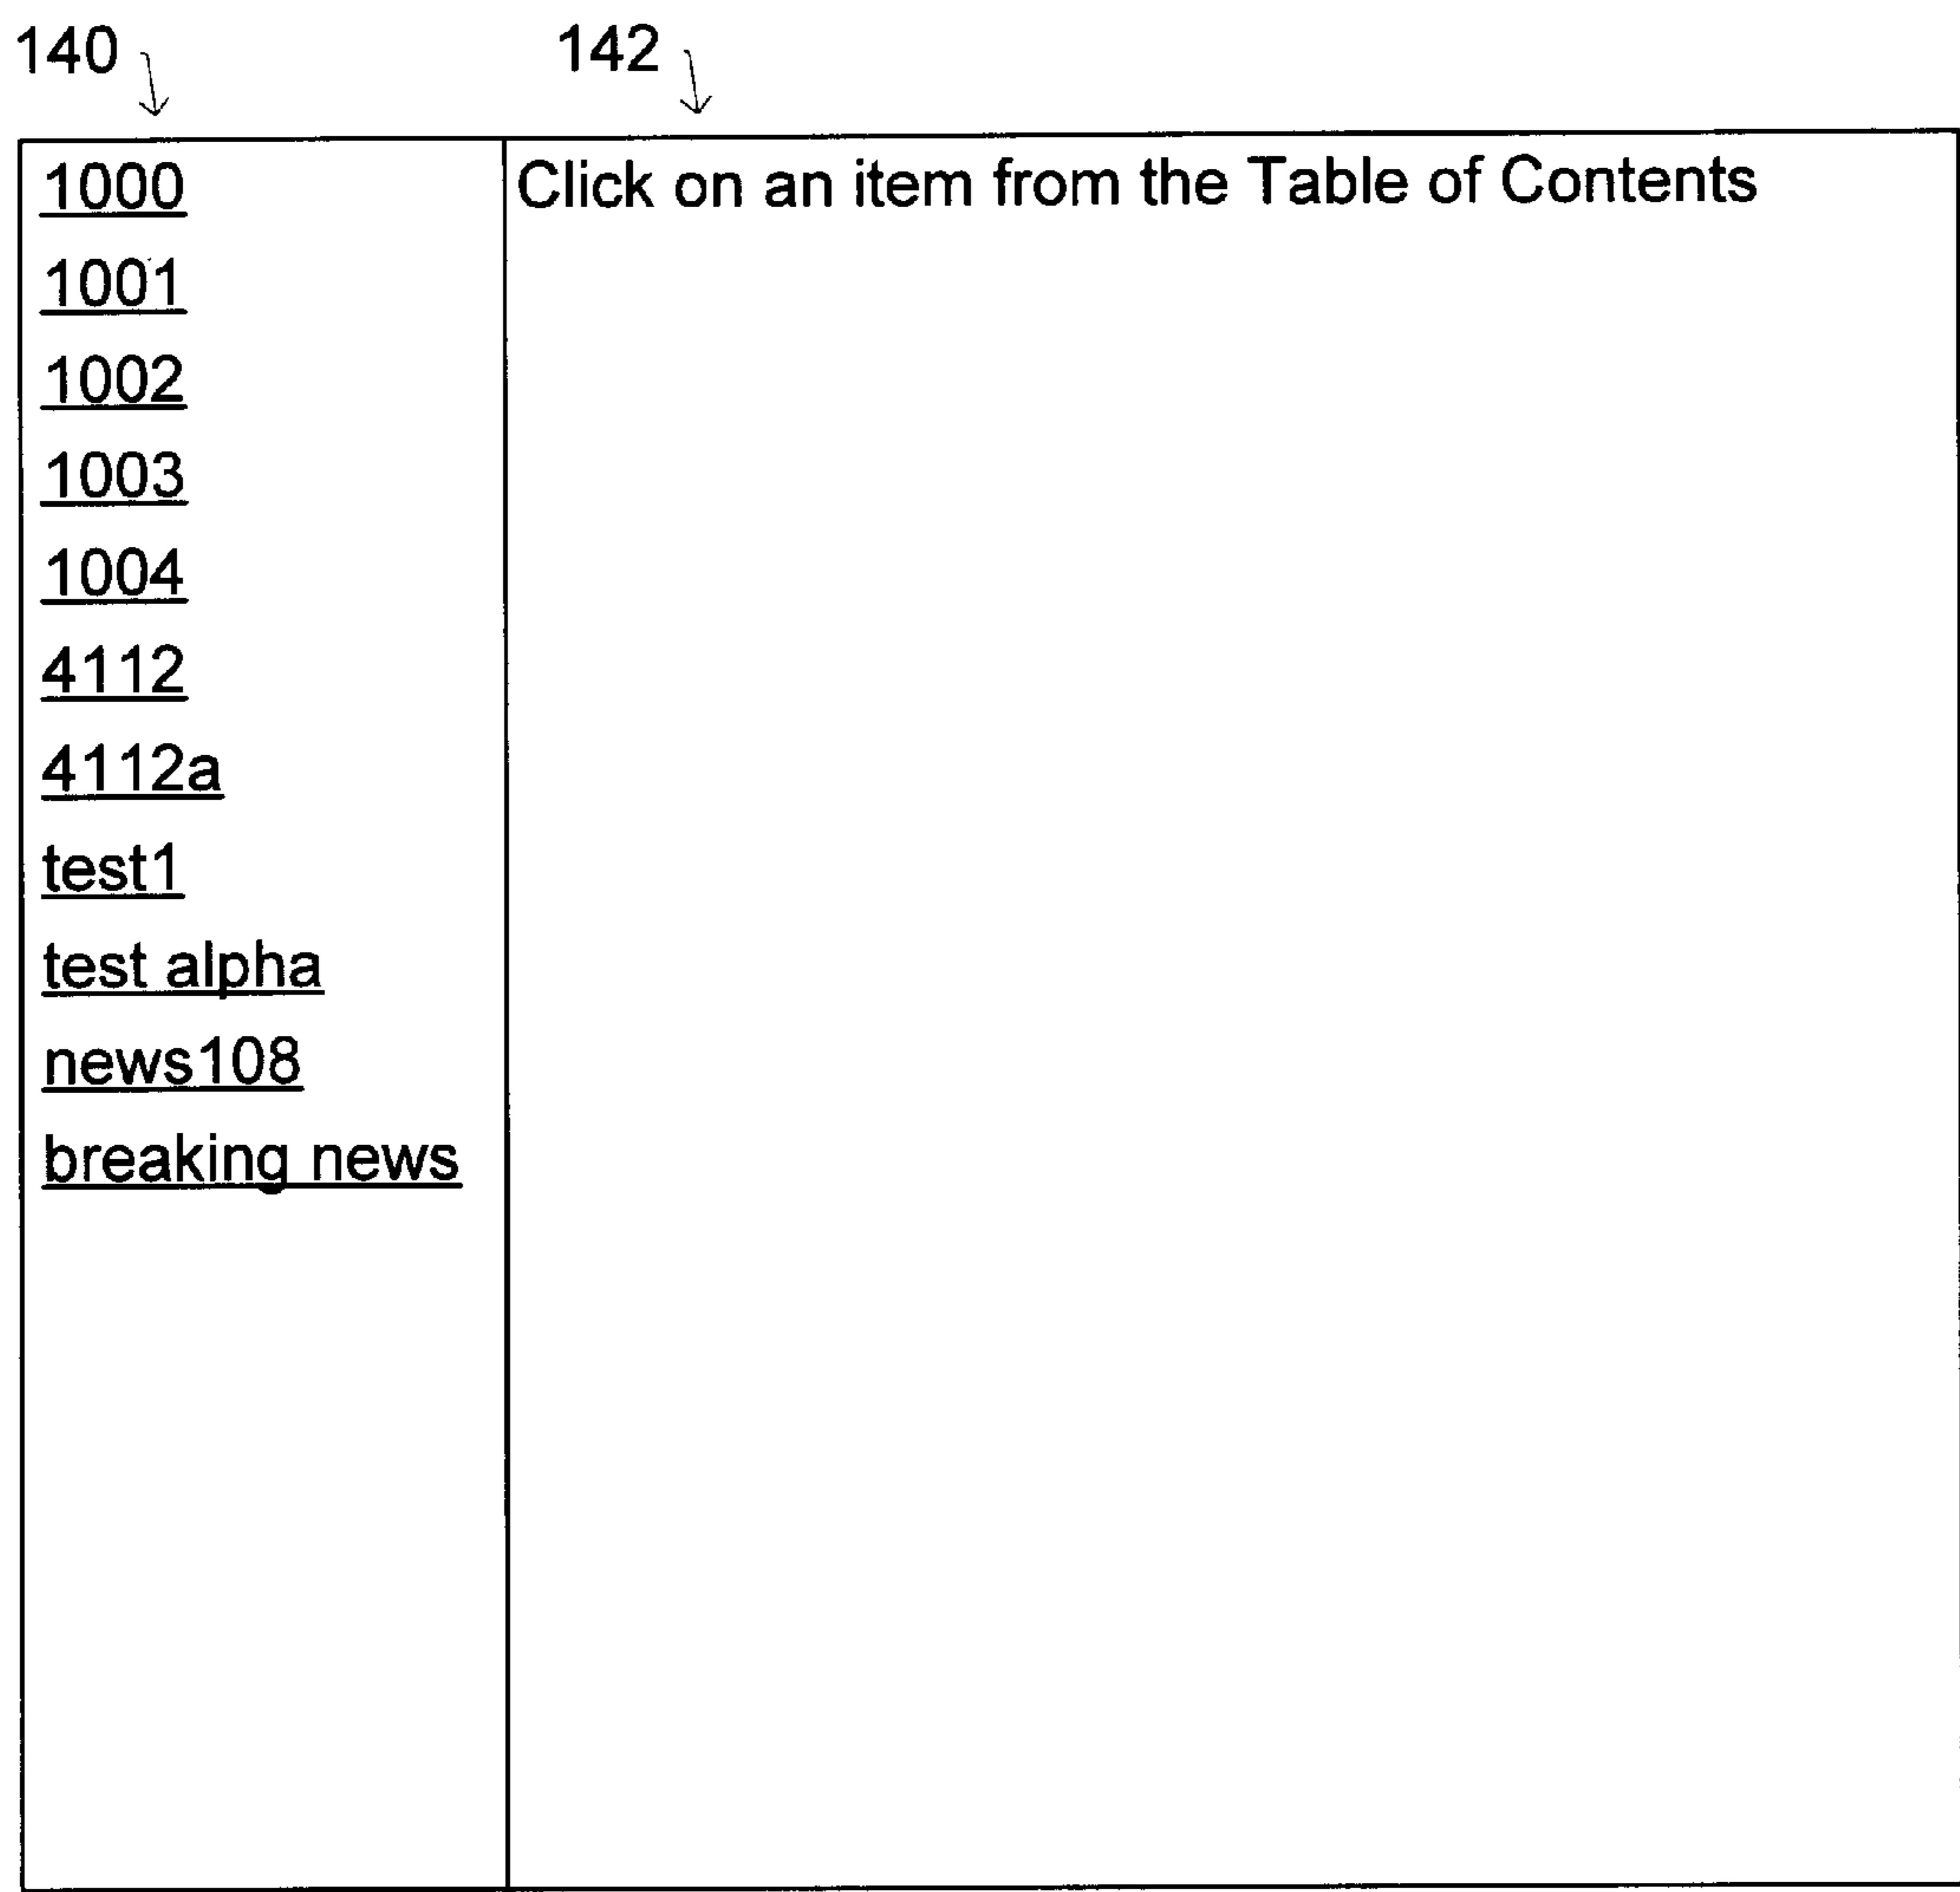 140 142
1000 Click on an item from the Table of Contents
1001
1002
1003
1004
4112
4112a
test1
test alpha
news108
breaking news